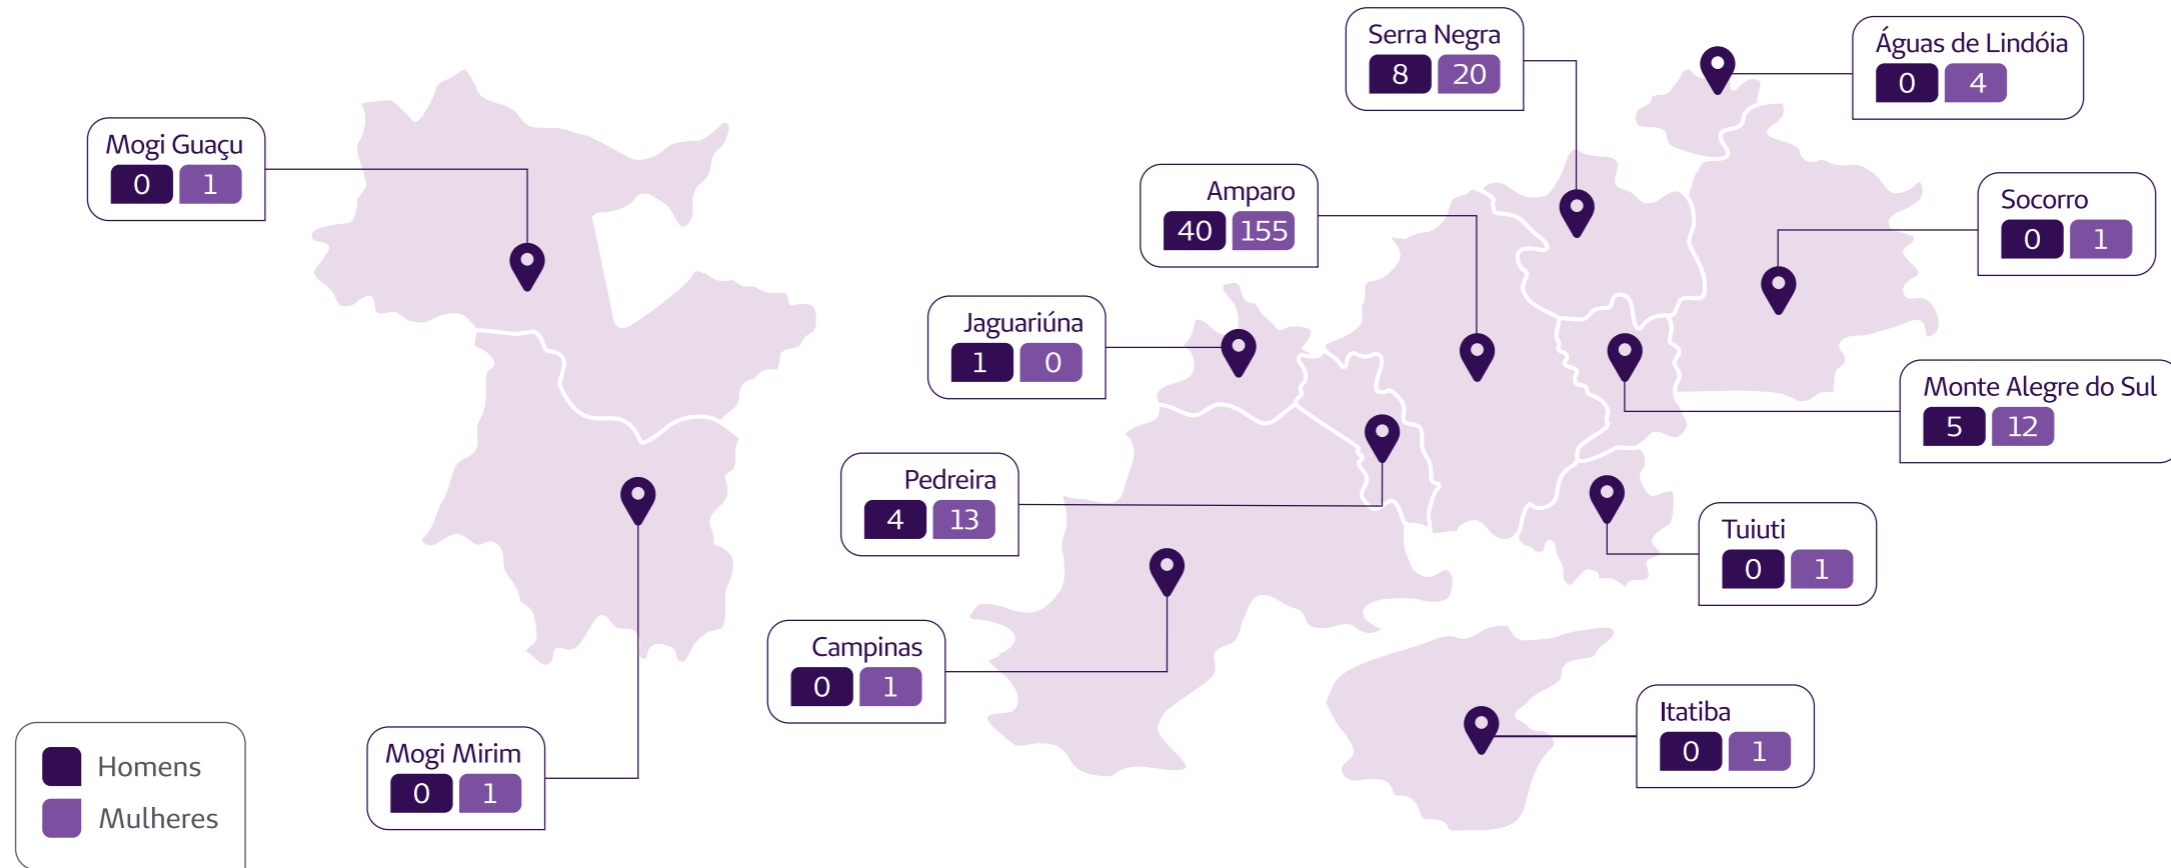 Serra Negra
8 20
Águas de Lindóia
0 4
Mogi Guaçu
0 1
Amparo
40 155
Socorro
0 1
Jaguariúna
1 0
Monte Alegre do Sul
5 12
Pedreira
4 13
Tuiuti
0 1
Campinas
0 1
Itatiba
0 1
Mogi Mirim
0 1
Homens
Mulheres